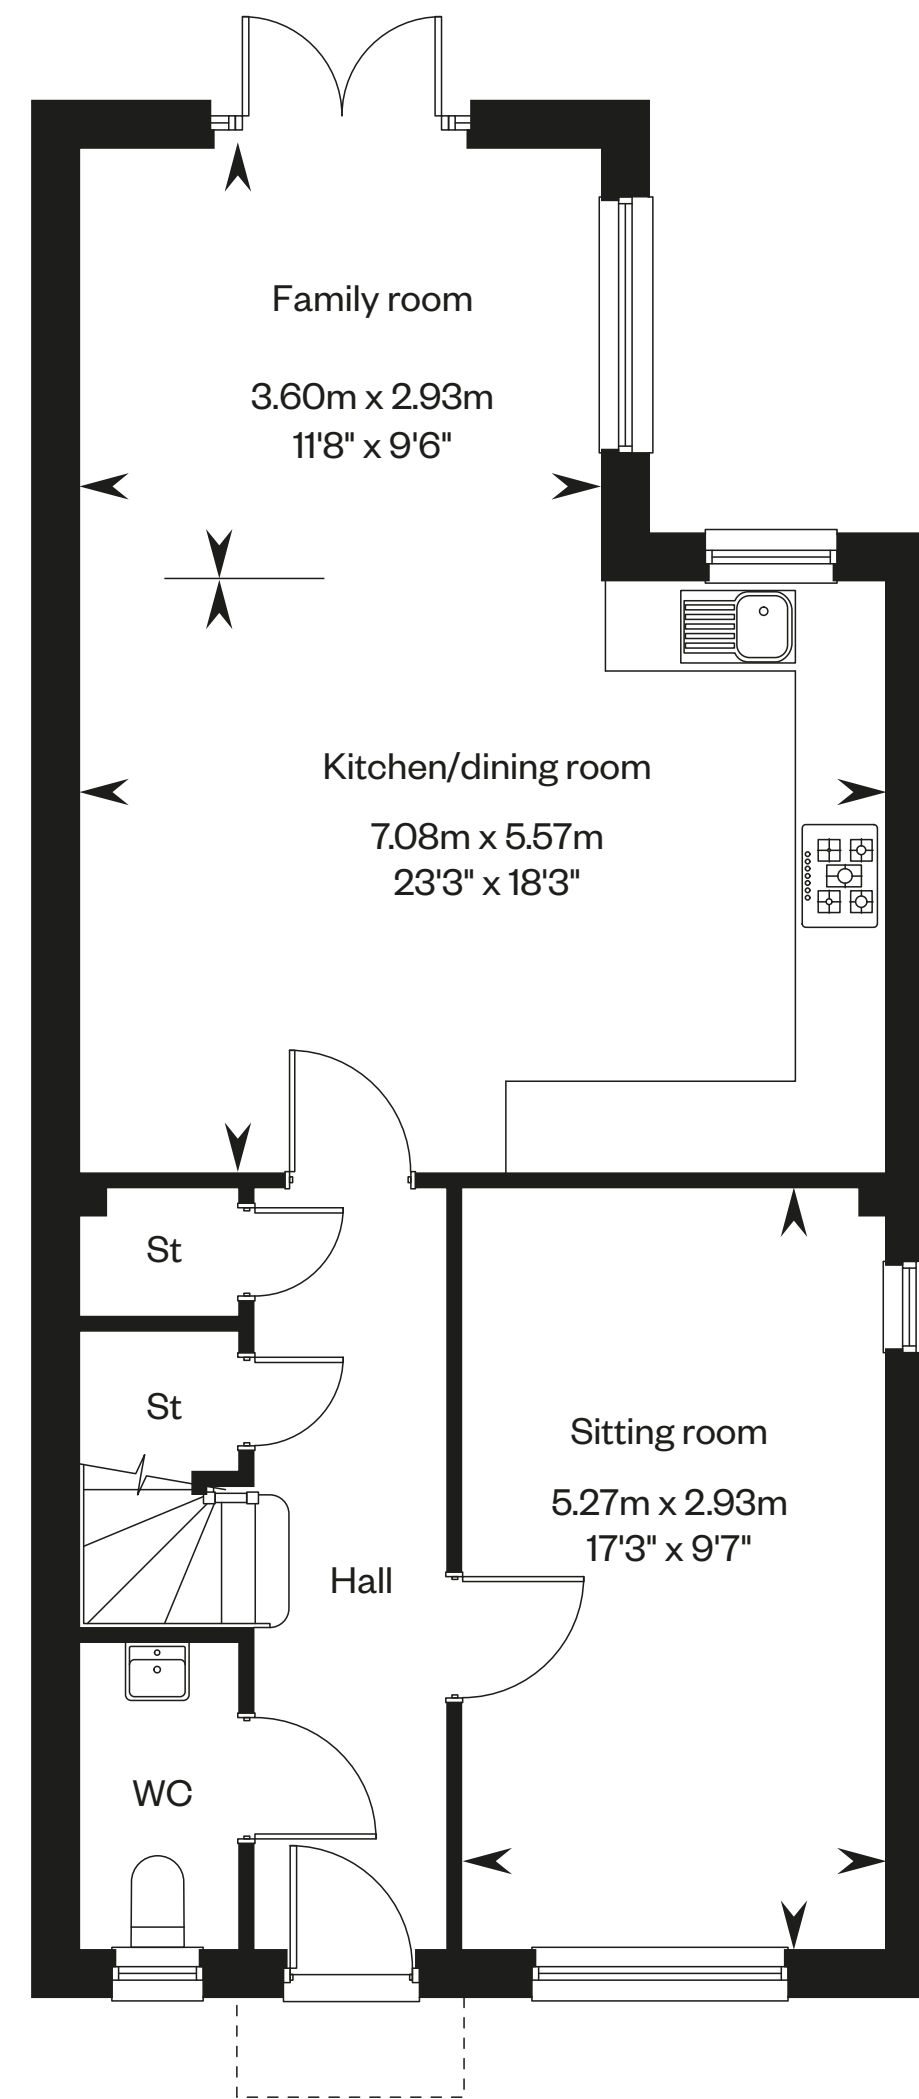 Family room
3.60m x 2.93m
11'8" x 9'6"
Kitchen/dining room
7.08m x 5.57m
23'3" x 18'3"
St
St
Sitting room
5.27m x 2.93m
17'3" x 9'7"
Hall
WC